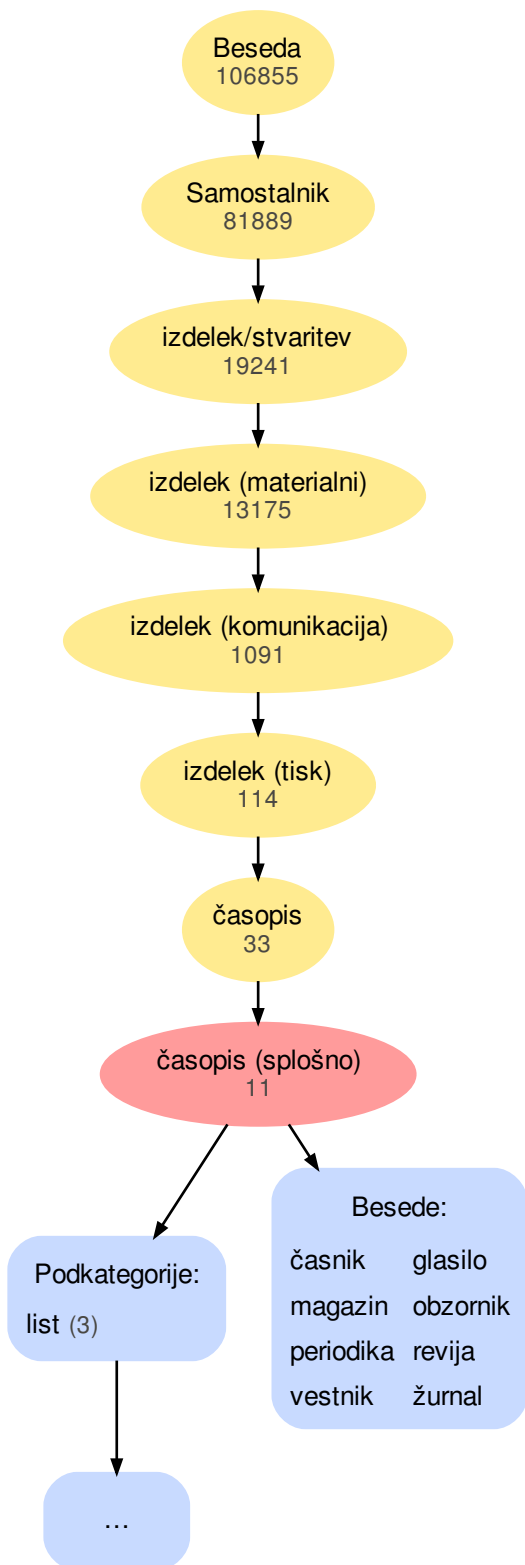 Beseda
106855
Samostalnik
81889
izdelek/stvaritev
19241
izdelek (materialni)
13175
izdelek (komunikacija)
1091
izdelek (tisk)
114
časopis
33
časopis (splošno)
11
Podkategorije:
list (3)
...
Besede:
časnik glasilo
magazin obzornik
periodika revija
vestnik žurnal